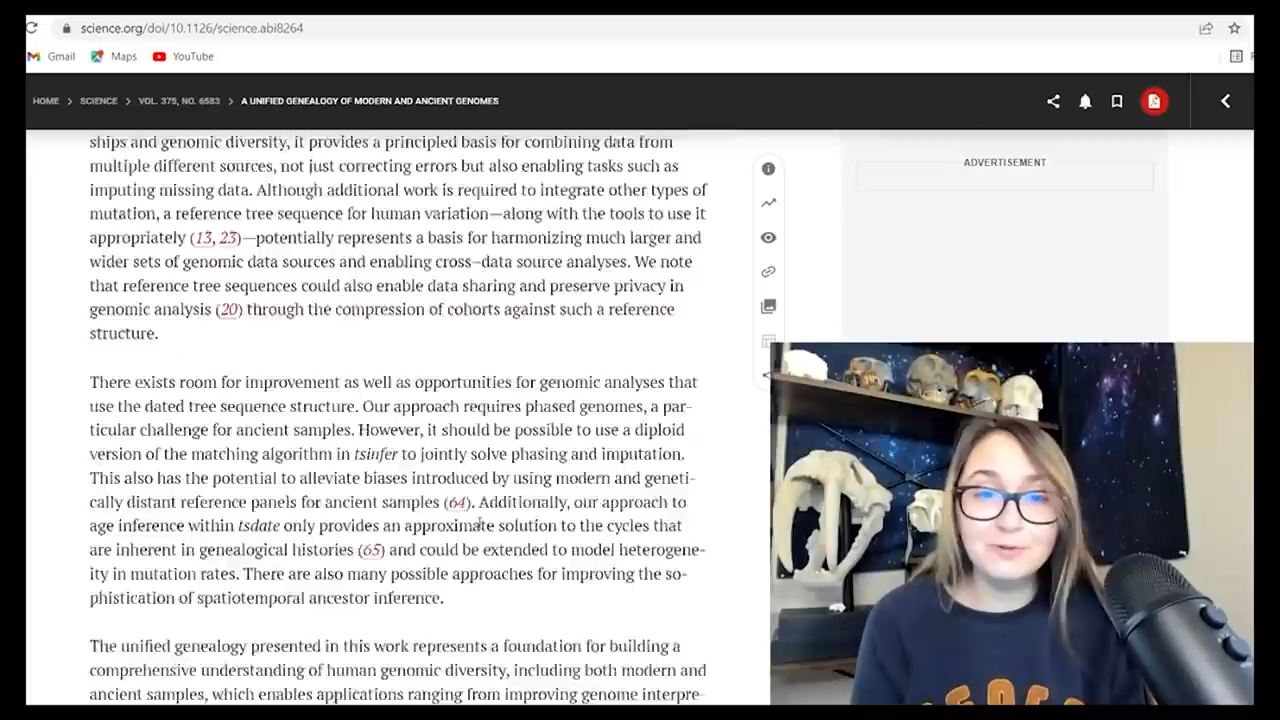 science.org/doi/10.1126/science.abi8264
Gmail Maps YouTube
HOME > SCIENCE > VOL. 375, NO. 6583 > A UNIFIED GENEALOGY OF MODERN AND ANCIENT GENOMES
ships and genomic diversity, it provides a principled basis for combining data from
multiple different sources, not just correcting errors but also enabling tasks such as
imputing missing data. Although additional work is required to integrate other types of
mutation, a reference tree sequence for human variation—along with the tools to use it
appropriately (13, 23)—potentially represents a basis for harmonizing much larger and
wider sets of genomic data sources and enabling cross–data source analyses. We note
that reference tree sequences could also enable data sharing and preserve privacy in
genomic analysis (20) through the compression of cohorts against such a reference
structure.
There exists room for improvement as well as opportunities for genomic analyses that
use the dated tree sequence structure. Our approach requires phased genomes, a par-
ticular challenge for ancient samples. However, it should be possible to use a diploid
version of the matching algorithm in tsinfer to jointly solve phasing and imputation.
This also has the potential to alleviate biases introduced by using modern and geneti-
cally distant reference panels for ancient samples (64). Additionally, our approach to
age inference within tsdate only provides an approximate solution to the cycles that
are inherent in genealogical histories (65) and could be extended to model heterogene-
ity in mutation rates. There are also many possible approaches for improving the so-
phistication of spatiotemporal ancestor inference.
The unified genealogy presented in this work represents a foundation for building a
comprehensive understanding of human genomic diversity, including both modern and
ancient samples, which enables applications ranging from improving genome interpre-
ADVERTISEMENT